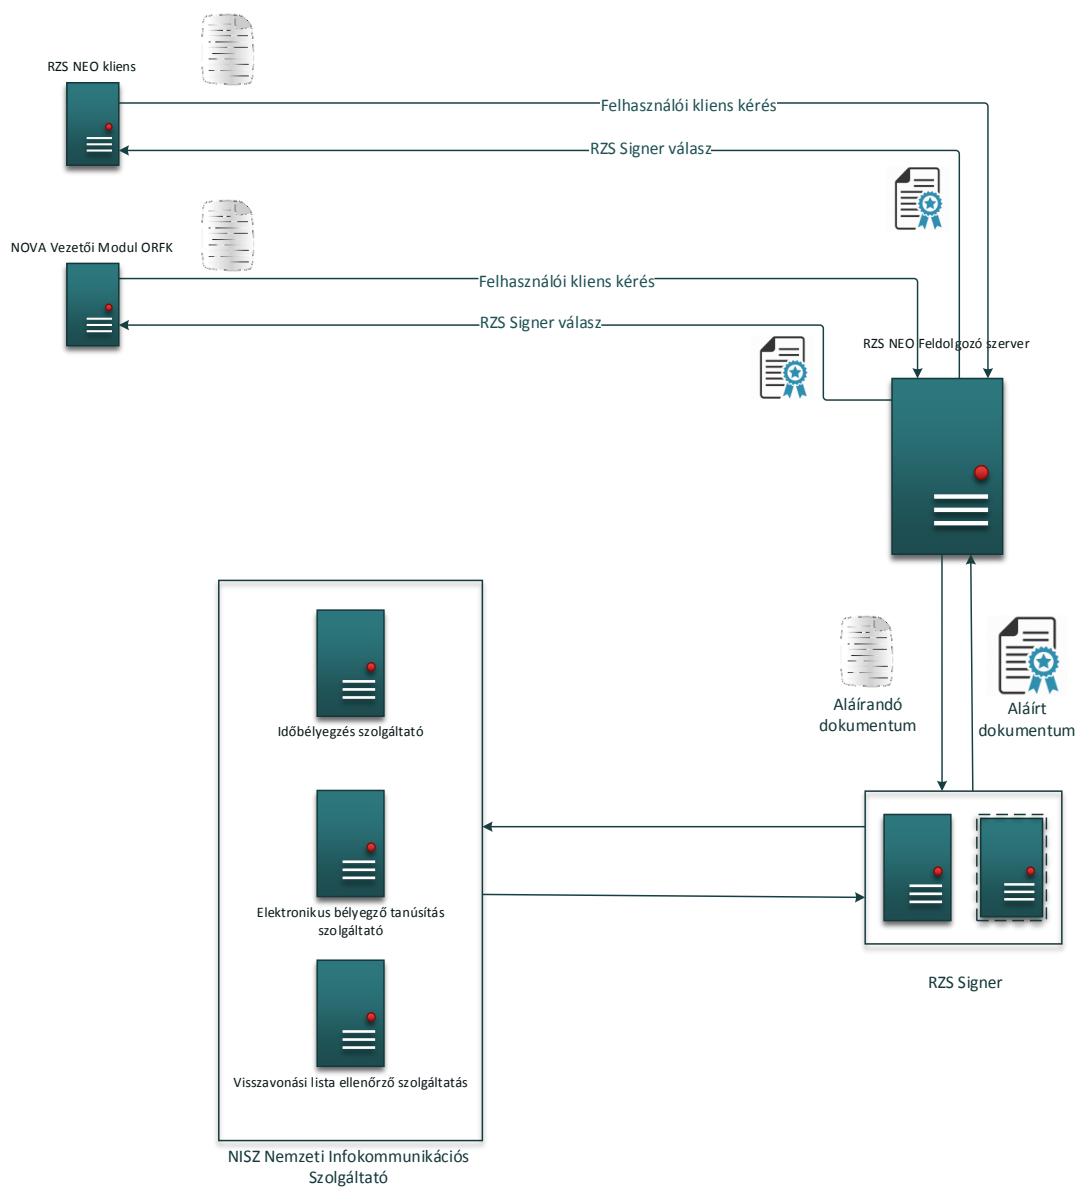 RZS NEO kliens
Felhasználói kliens kérés
RZS Signer válasz
NOVA Vezetői Modul ORFK
Felhasználói kliens kérés
RZS Signer válasz
RZS NEO Feldolgozó szerver
Aláírandó
dokumentum
Aláírt
dokumentum
Időbélyegzés szolgáltató
Elektronikus bélyegző tanúsítás
szolgáltató
RZS Signer
Visszavonási lista ellenőrző szolgáltatás
NISZ Nemzeti Infokommunikációs
Szolgáltató